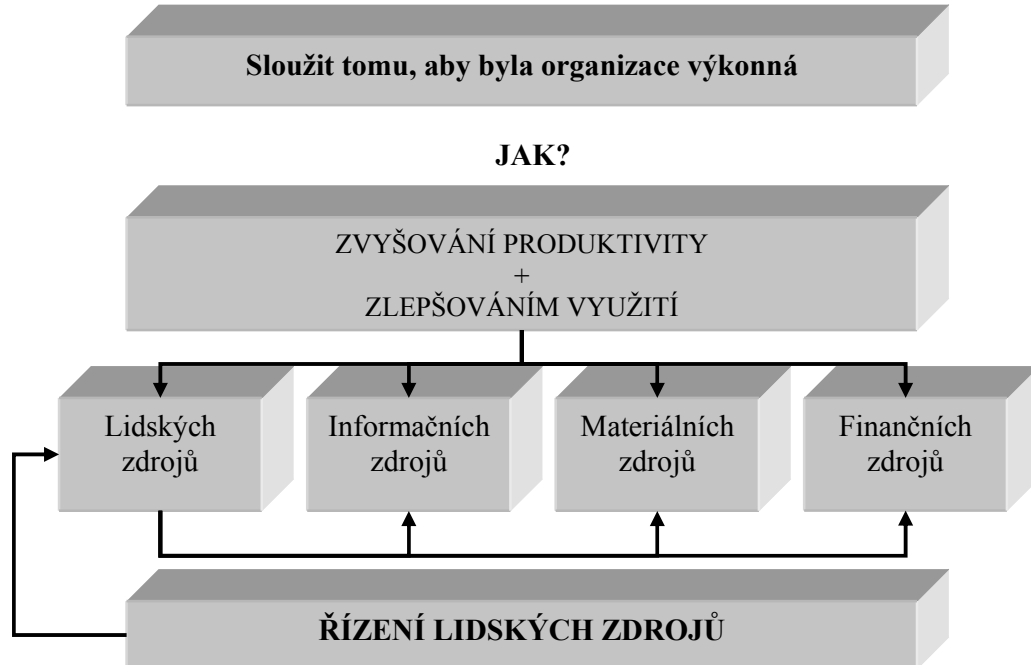 Sloužit tomu, aby byla organizace výkonná
JAK?
ZVYŠOVÁNÍ PRODUKTIVITY
+
ZLEPŠOVÁNÍM VYUŽITÍ
Lidských
zdrojů
Informačních
zdrojů
Materiálních
zdrojů
Finančních
zdrojů
ŘÍZENÍ LIDSKÝCH ZDROJŮ